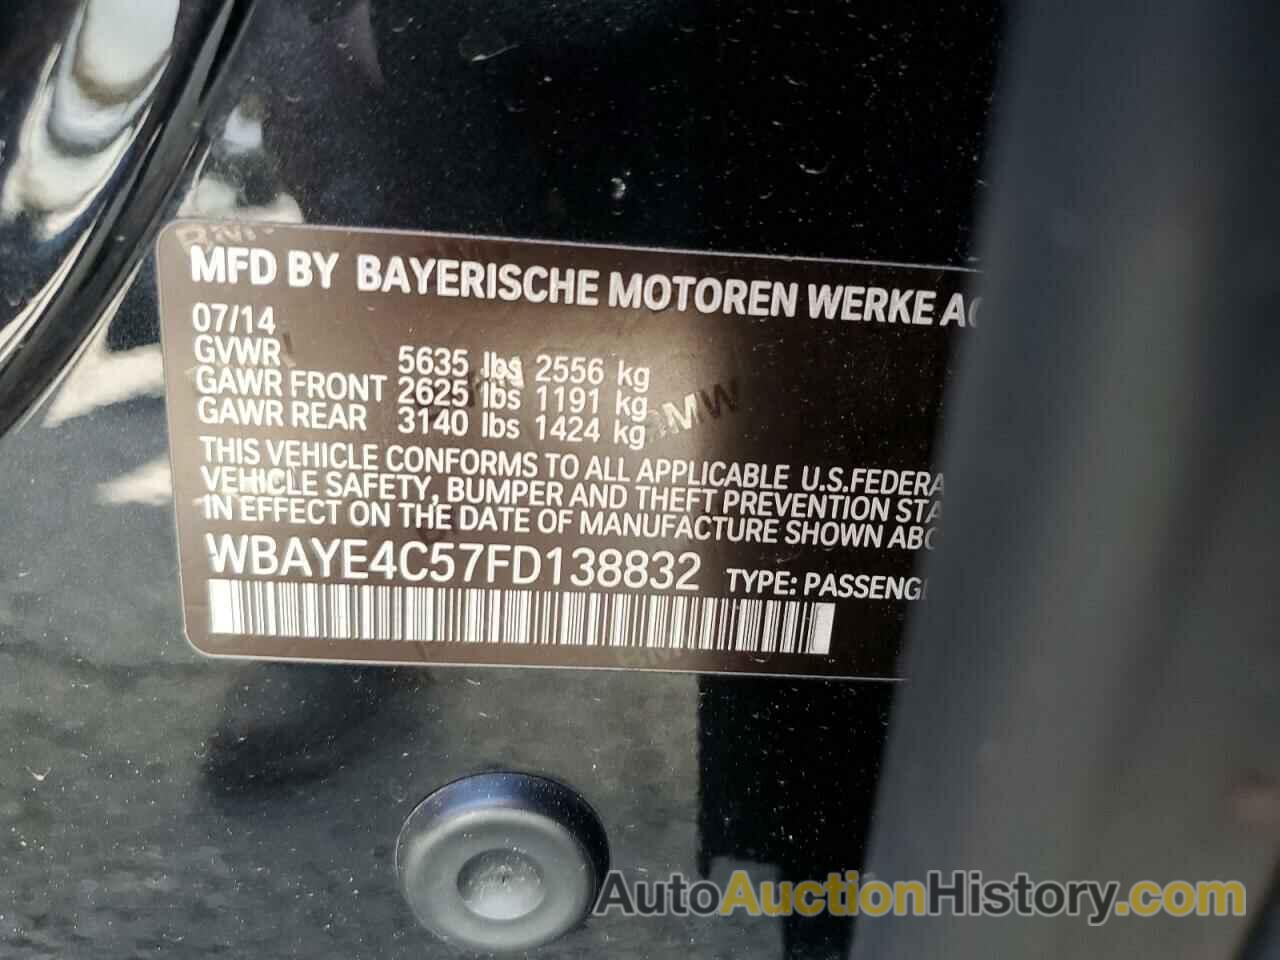 MFD BY BAYERISCHE MOTOREN WERKE AG
07/14
GVWR 5635 lbs 2556 kg
GAWR FRONT 2625 lbs 1191 kg
GAWR REAR 3140 lbs 1424 kg
THIS VEHICLE CONFORMS TO ALL APPLICABLE U.S.FEDERA
VEHICLE SAFETY, BUMPER AND THEFT PREVENTION STA
IN EFFECT ON THE DATE OF MANUFACTURE SHOWN ABO
WBAYE4C57FD138832 TYPE: PASSENG
BMW
AutoAuctionHistory.com